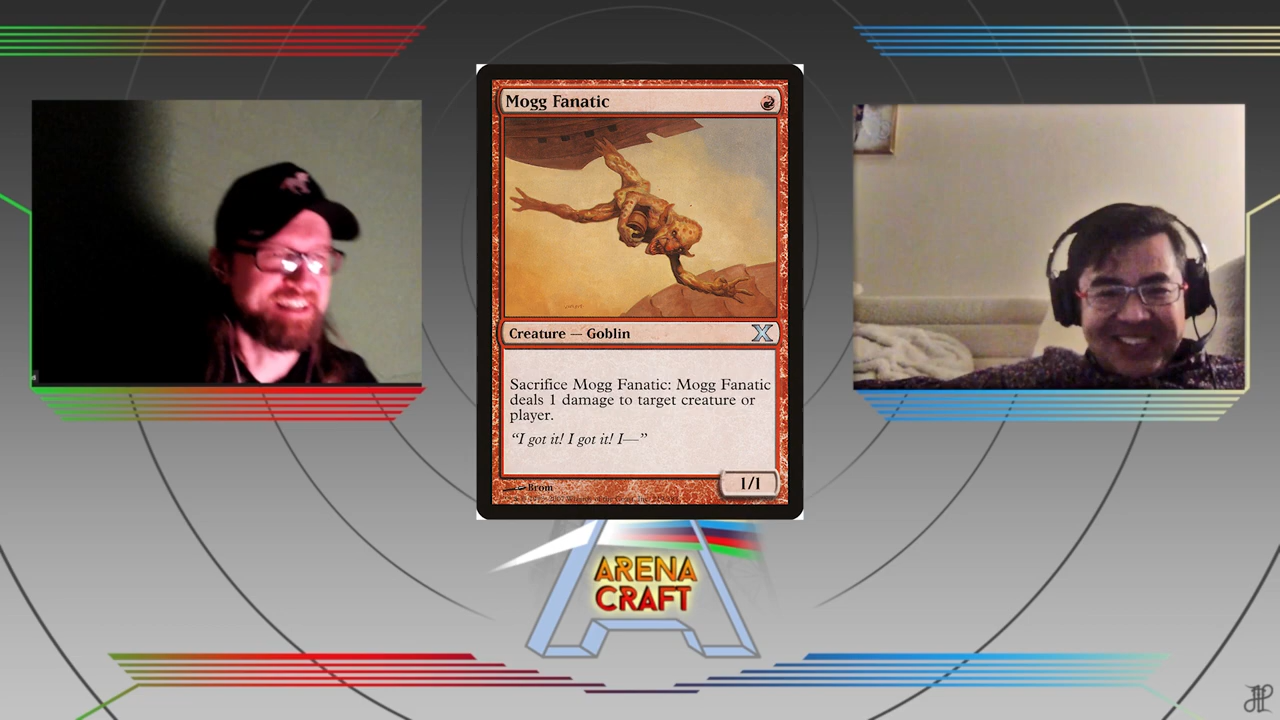 Mogg Fanatic
Creature — Goblin
X
Sacrifice Mogg Fanatic: Mogg Fanatic
deals 1 damage to target creature or
player.
“I got it! I got it! I—”
Brom
1/1
ARENA
CRAFT